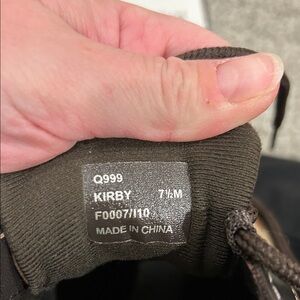 Q999
KIRBY 7½M
F0007/I10
MADE IN CHINA